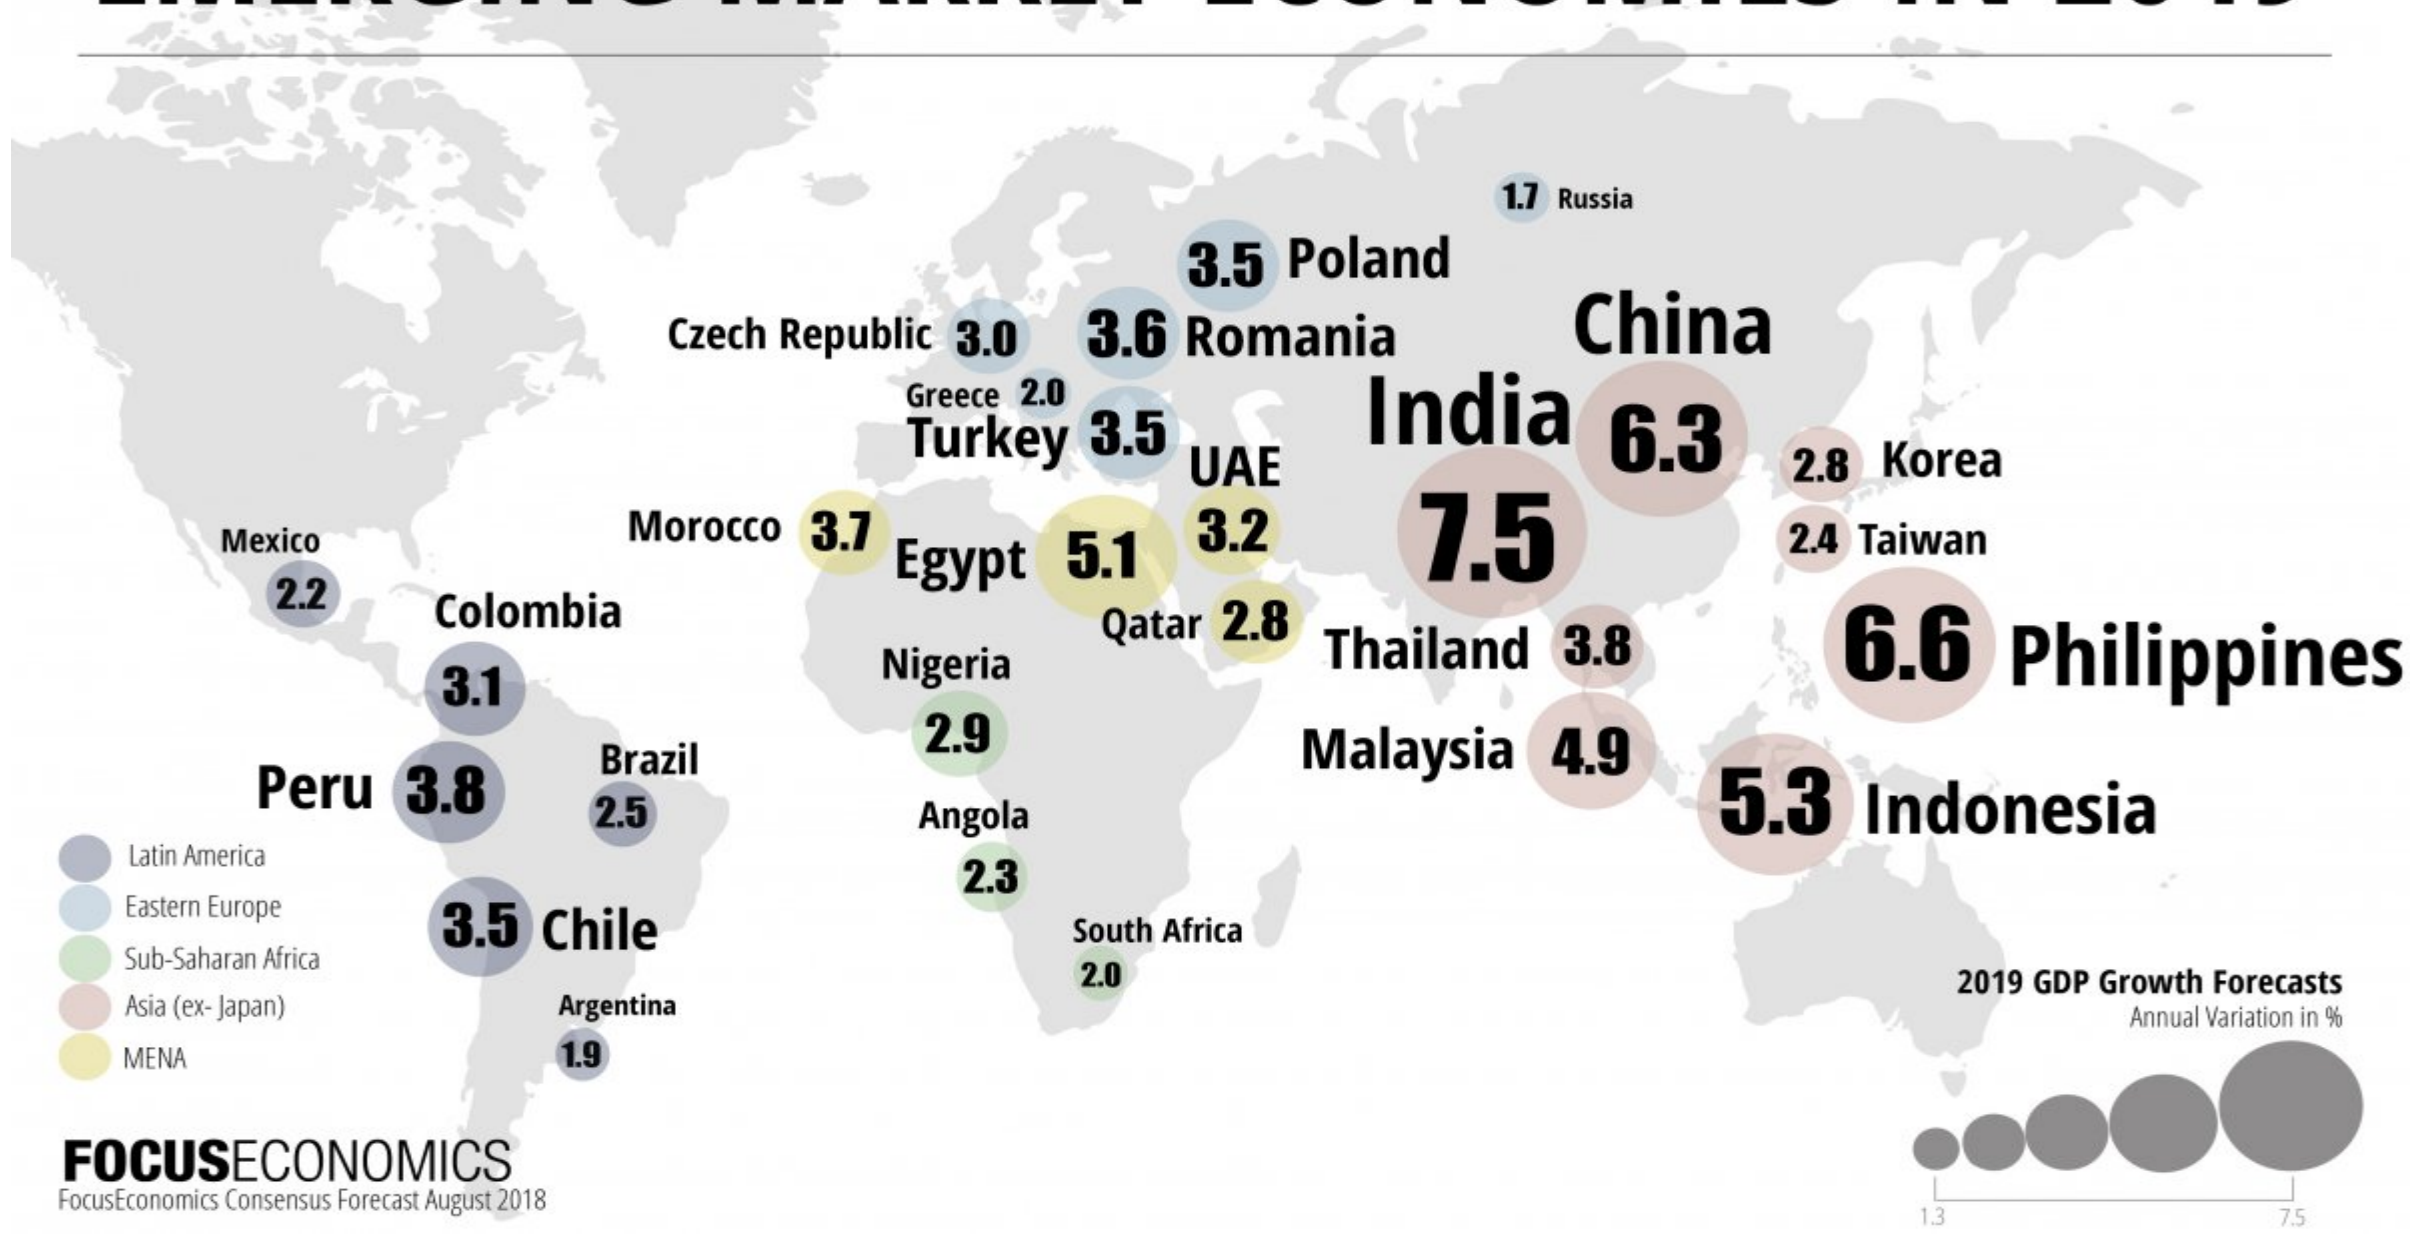 EMERGING MARKET ECONOMIES IN 2019
1.7 Russia
3.5 Poland
China
Czech Republic 3.0
3.6 Romania
India
Greece 2.0
6.3
Turkey 3.5
UAE
2.8 Korea
Morocco 3.7
3.2
7.5
Mexico
Egypt 5.1
2.4 Taiwan
2.2
Colombia
Qatar 2.8
Thailand 3.8
6.6 Philippines
Nigeria
3.1
2.9
Malaysia 4.9
Peru 3.8
Brazil
2.5
5.3 Indonesia
Angola
2.3
3.5 Chile
South Africa
2.0
Argentina
1.9
Latin America
Eastern Europe
Sub-Saharan Africa
Asia (ex- Japan)
MENA
2019 GDP Growth Forecasts
Annual Variation in %
1.3
7.5
FOCUSECONOMICS
FocusEconomics Consensus Forecast August 2018